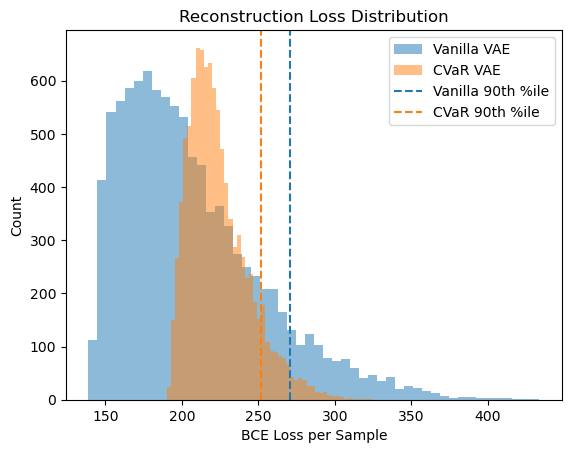 Reconstruction Loss Distribution
Vanilla VAE
CVaR VAE
Vanilla 90th %ile
CVaR 90th %ile
Count
600
500
400
300
200
100
0
150 200 250 300 350 400
BCE Loss per Sample